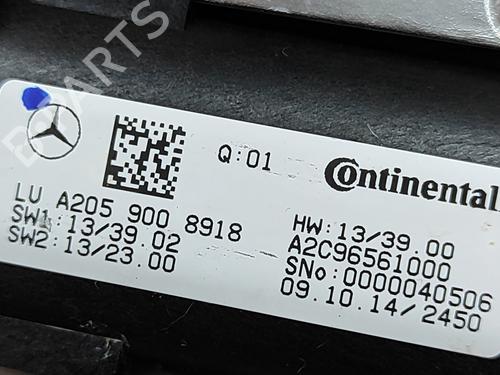 Q:01
Continental
LU A205 900 8918
SW1:13/39.02
SW2:13/23.00
HW:13/39.00
A2C96561000
SNo:0000040506
09.10.14/2450
B PARTS